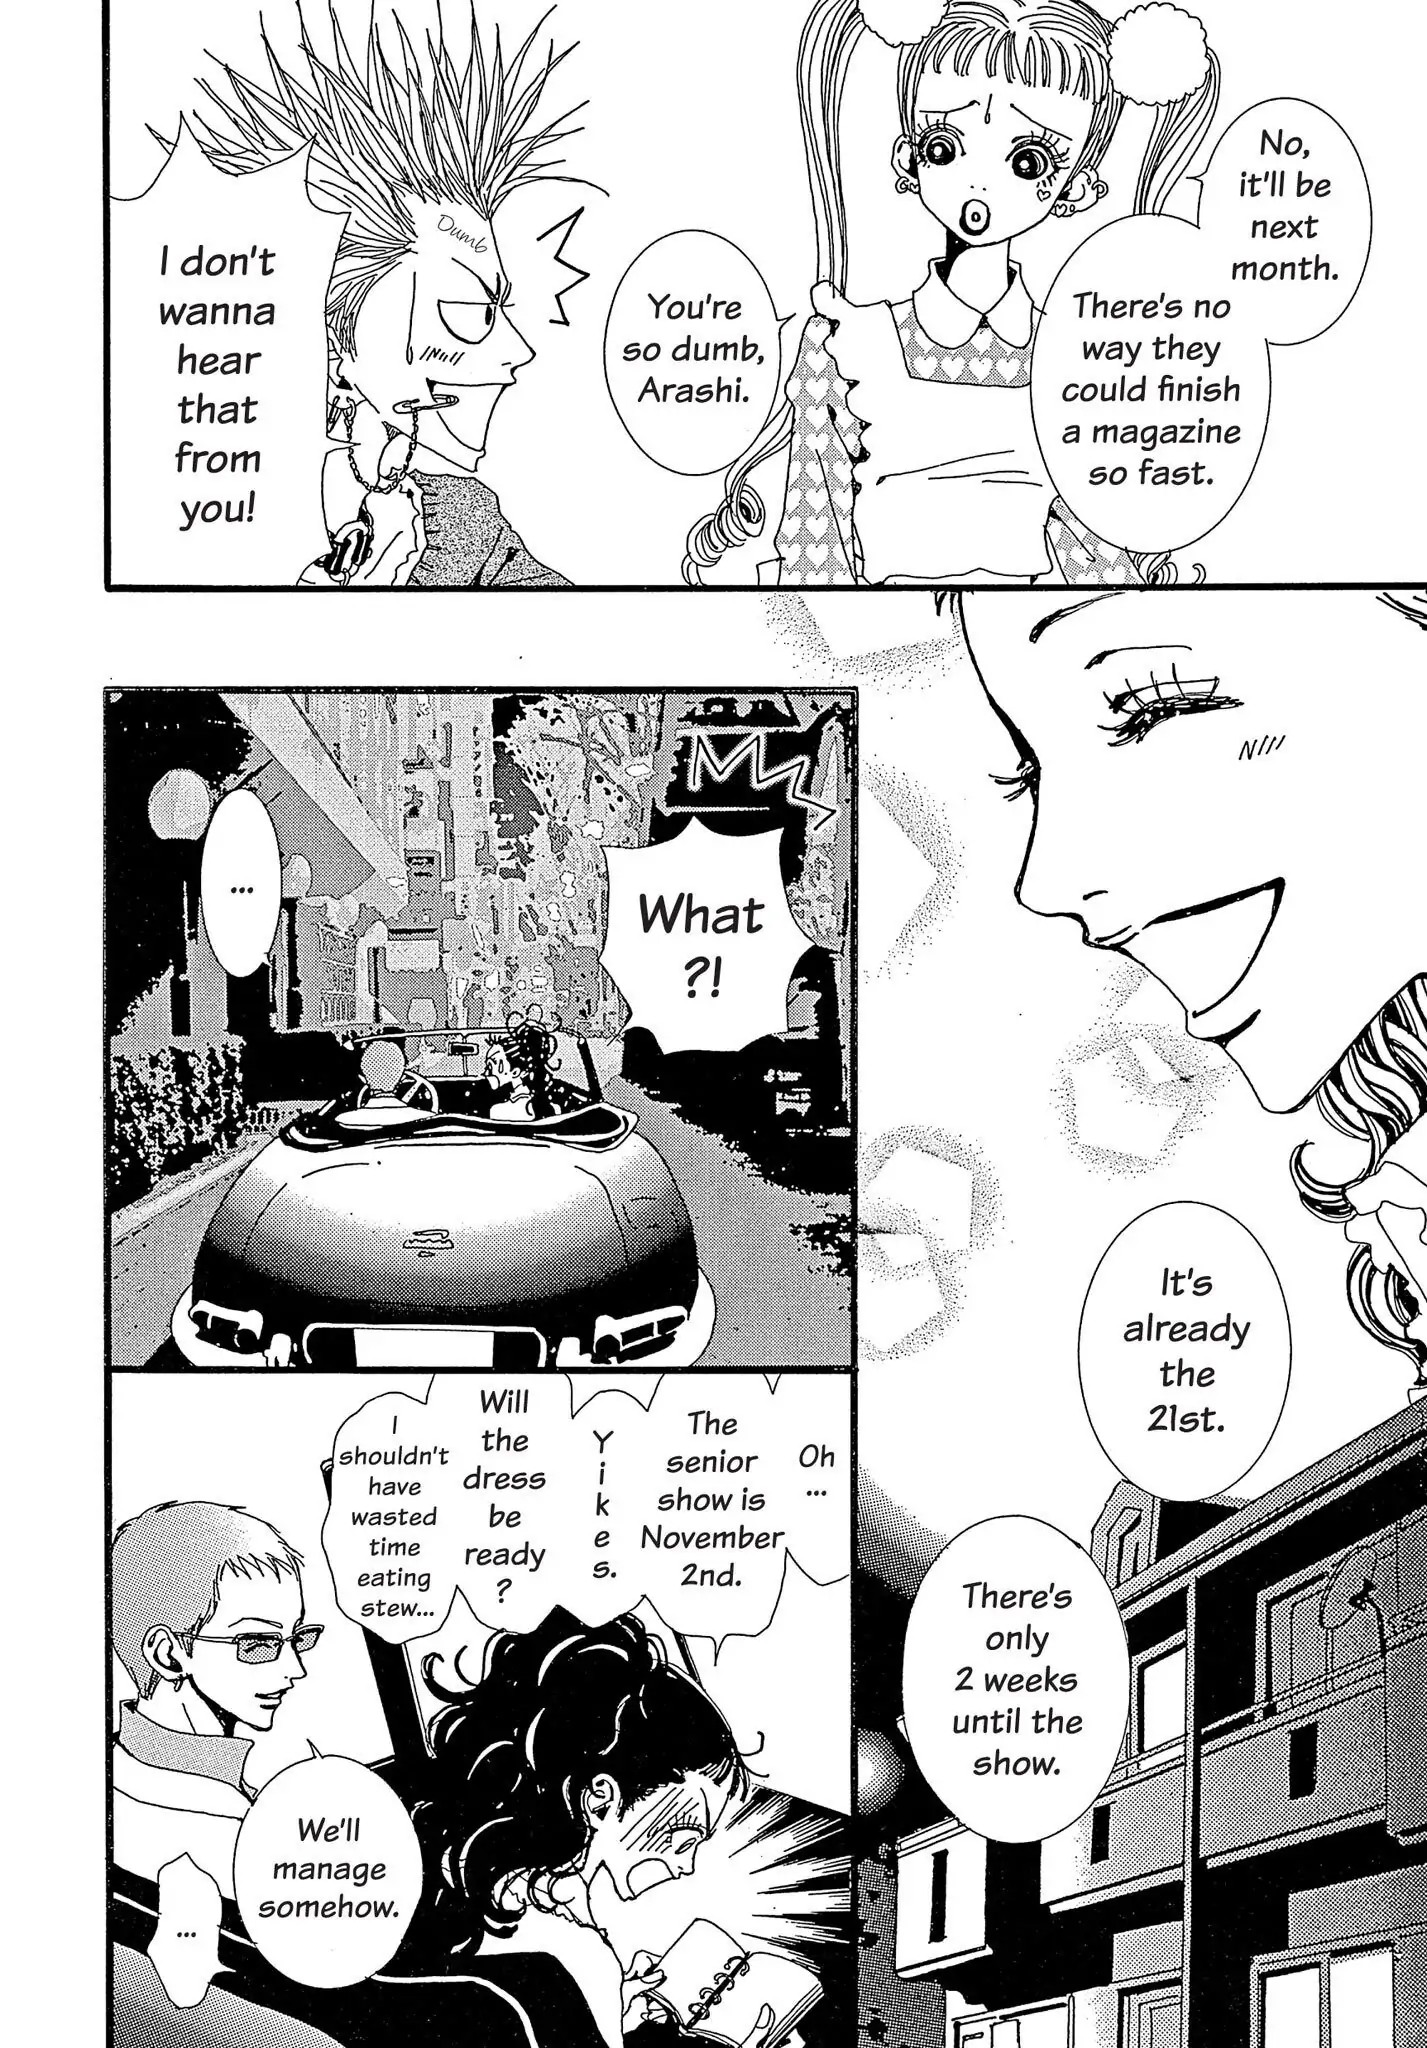 No,
it'll be
next
month.
There's no
way they
could finish
a magazine
so fast.
You're
so dumb,
Arashi.
Dumb
I don't
wanna
hear
that
from
you!
It's
already
the
21st.
There's
only
2 weeks
until the
show.
What
?!
...
Oh
...
The
senior
show is
November
2nd.
Yikes.
Will
the
dress
be
ready
?
I
shouldn't
have
wasted
time
eating
stew...
We'll
manage
somehow.
...